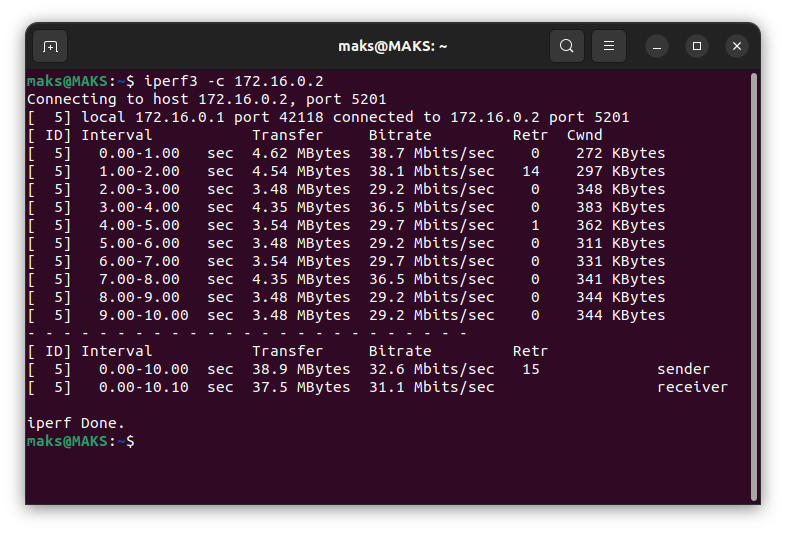 maks@MAKS: ~
maks@MAKS:~$ iperf3 -c 172.16.0.2
Connecting to host 172.16.0.2, port 5201
[  5] local 172.16.0.1 port 42118 connected to 172.16.0.2 port 5201
[ ID] Interval           Transfer     Bitrate         Retr  Cwnd
[  5]   0.00-1.00   sec  4.62 MBytes  38.7 Mbits/sec    0    272 KBytes
[  5]   1.00-2.00   sec  4.54 MBytes  38.1 Mbits/sec   14    297 KBytes
[  5]   2.00-3.00   sec  3.48 MBytes  29.2 Mbits/sec    0    348 KBytes
[  5]   3.00-4.00   sec  4.35 MBytes  36.5 Mbits/sec    0    383 KBytes
[  5]   4.00-5.00   sec  3.54 MBytes  29.7 Mbits/sec    1    362 KBytes
[  5]   5.00-6.00   sec  3.48 MBytes  29.2 Mbits/sec    0    311 KBytes
[  5]   6.00-7.00   sec  3.54 MBytes  29.7 Mbits/sec    0    331 KBytes
[  5]   7.00-8.00   sec  4.35 MBytes  36.5 Mbits/sec    0    341 KBytes
[  5]   8.00-9.00   sec  3.48 MBytes  29.2 Mbits/sec    0    344 KBytes
[  5]   9.00-10.00  sec  3.48 MBytes  29.2 Mbits/sec    0    344 KBytes
- - - - - - - - - - - - - - - - - - - - - - - - -
[ ID] Interval           Transfer     Bitrate         Retr
[  5]   0.00-10.00  sec  38.9 MBytes  32.6 Mbits/sec   15             sender
[  5]   0.00-10.10  sec  37.5 MBytes  31.1 Mbits/sec                  receiver
iperf Done.
maks@MAKS:~$